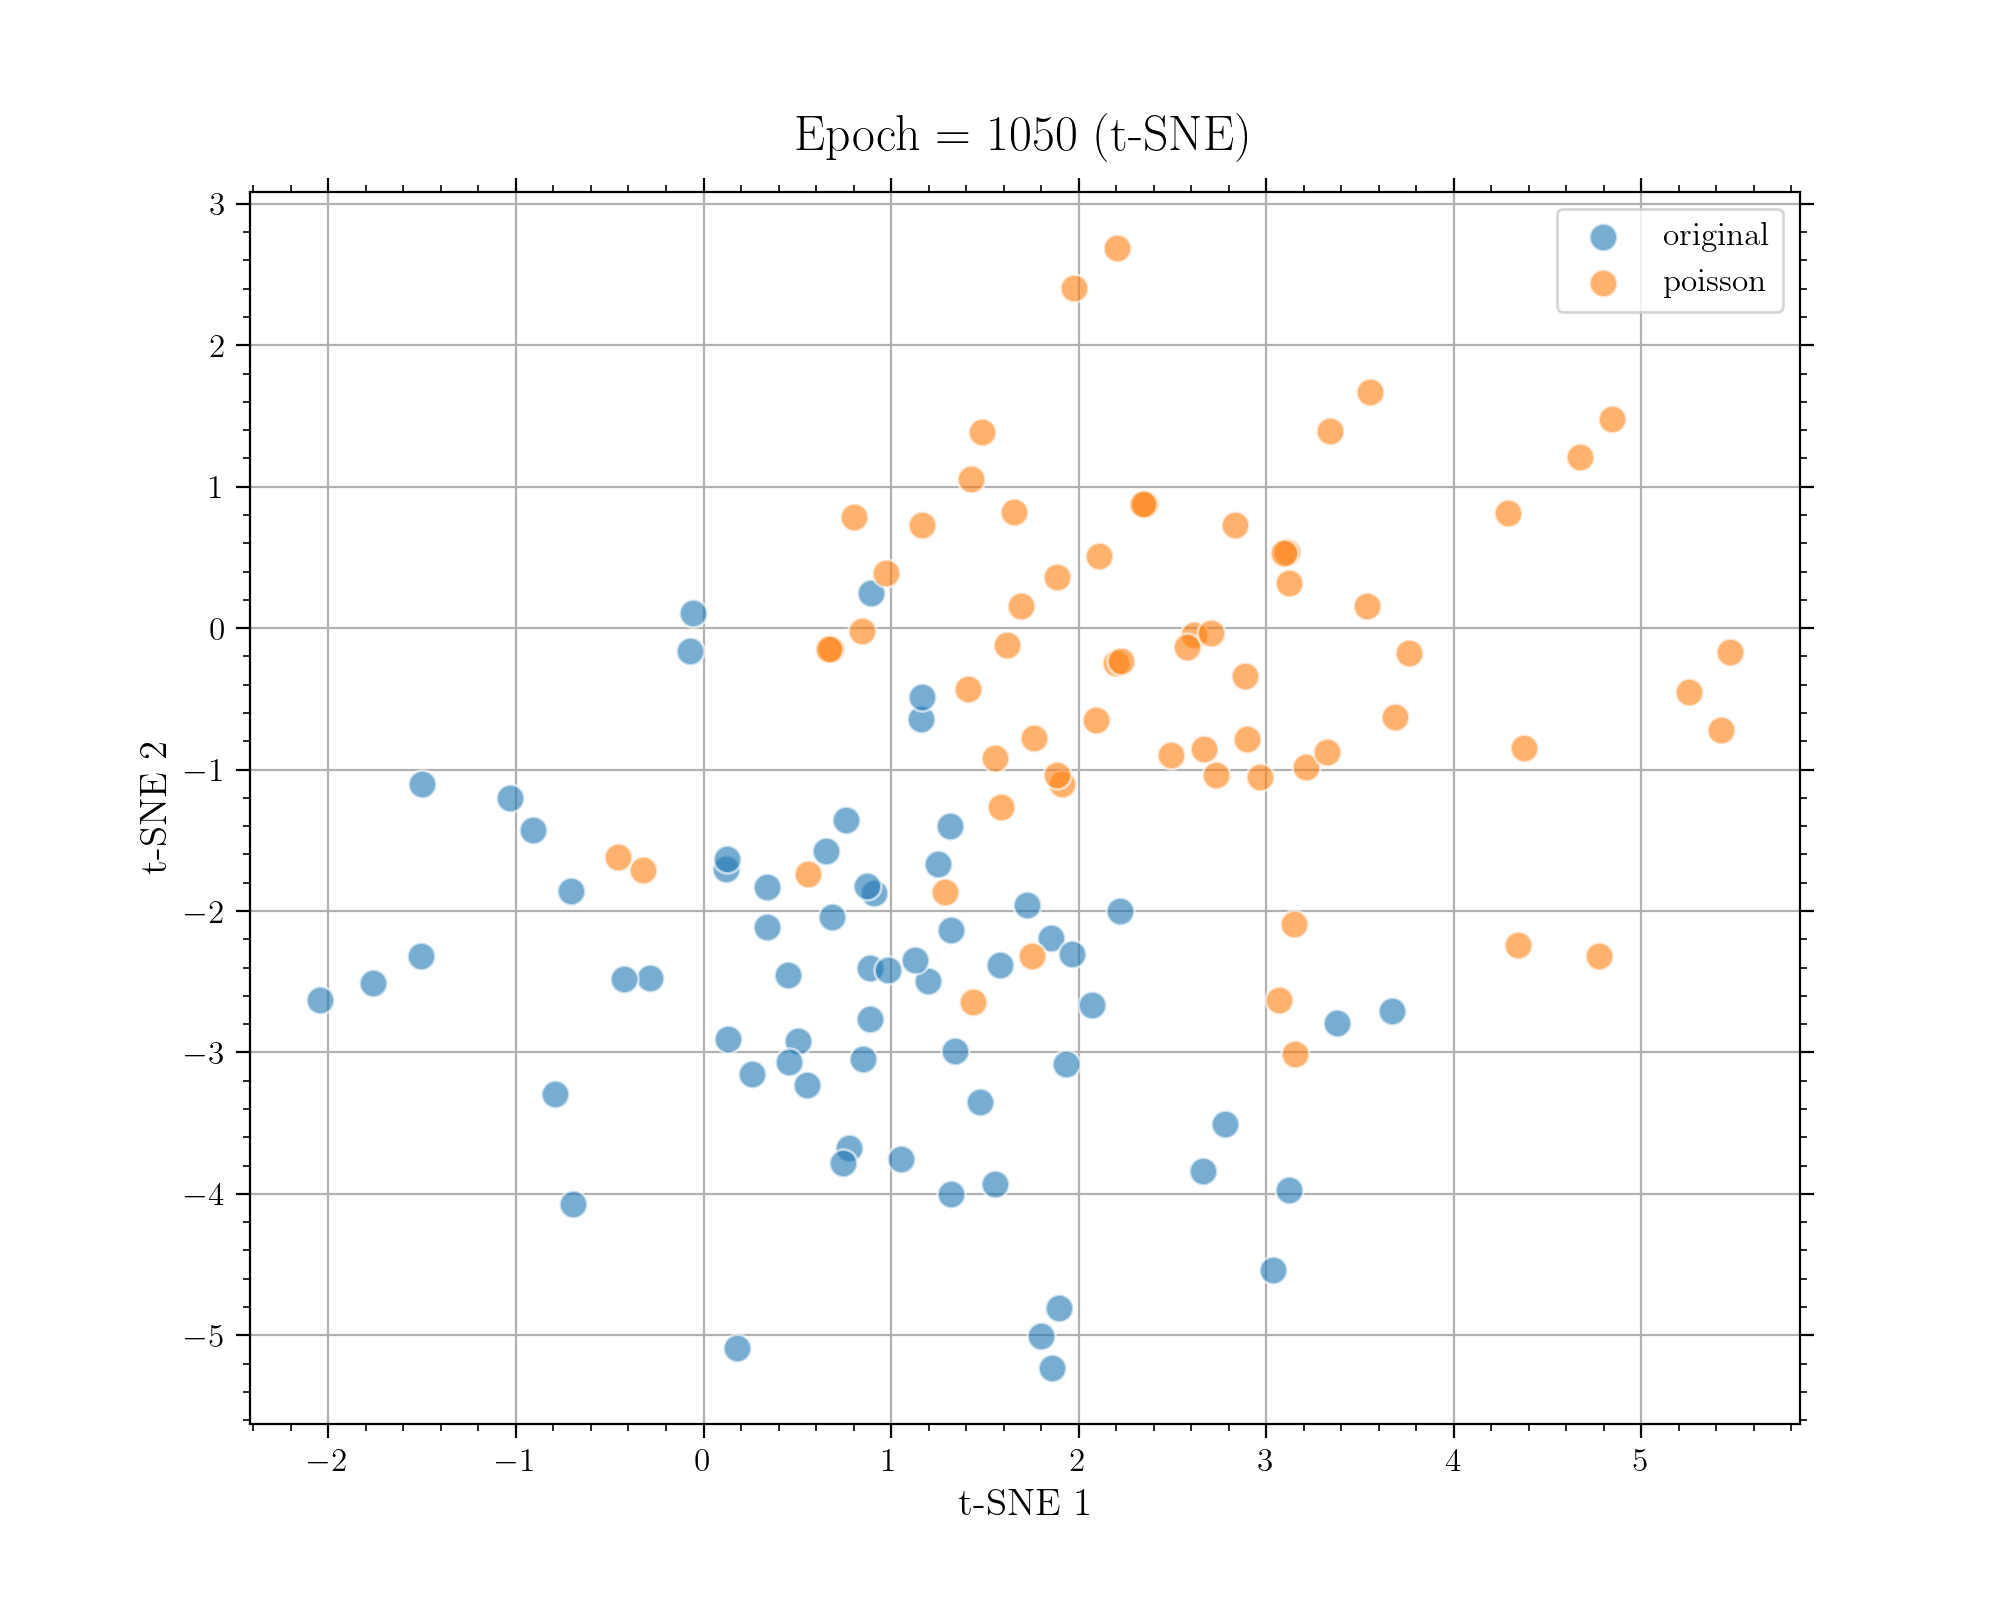 Epoch = 1050 (t-SNE)
original
poisson
3
2
1
0
−1
−2
−3
−4
−5
t-SNE 2
−2 −1 0 1 2 3 4 5
t-SNE 1